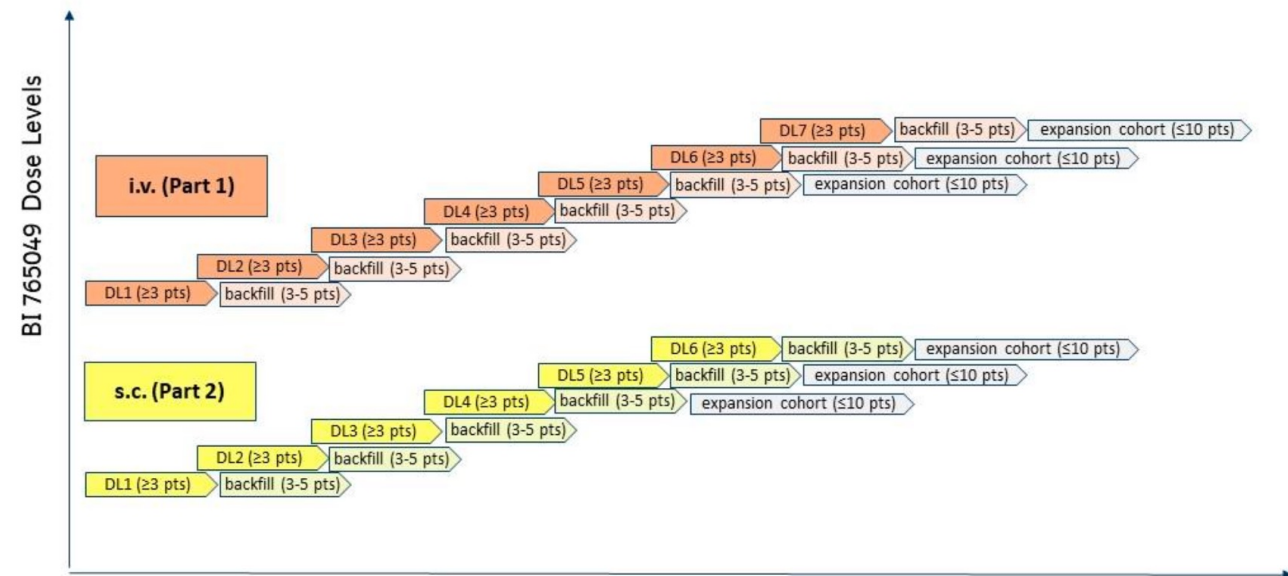 BI 765049 Dose Levels
DL7 (≥3 pts) backfill (3-5 pts) expansion cohort (≤10 pts)
DL6 (≥3 pts) backfill (3-5 pts) expansion cohort (≤10 pts)
i.v. (Part 1)
DL5 (≥3 pts) backfill (3-5 pts) expansion cohort (≤10 pts)
DL4 (≥3 pts) backfill (3-5 pts)
DL3 (≥3 pts) backfill (3-5 pts)
DL2 (≥3 pts) backfill (3-5 pts)
DL1 (≥3 pts) backfill (3-5 pts)
DL6 (≥3 pts) backfill (3-5 pts) expansion cohort (≤10 pts)
DL5 (≥3 pts) backfill (3-5 pts) expansion cohort (≤10 pts)
s.c. (Part 2)
DL4 (≥3 pts) backfill (3-5 pts) expansion cohort (≤10 pts)
DL3 (≥3 pts) backfill (3-5 pts)
DL2 (≥3 pts) backfill (3-5 pts)
DL1 (≥3 pts) backfill (3-5 pts)